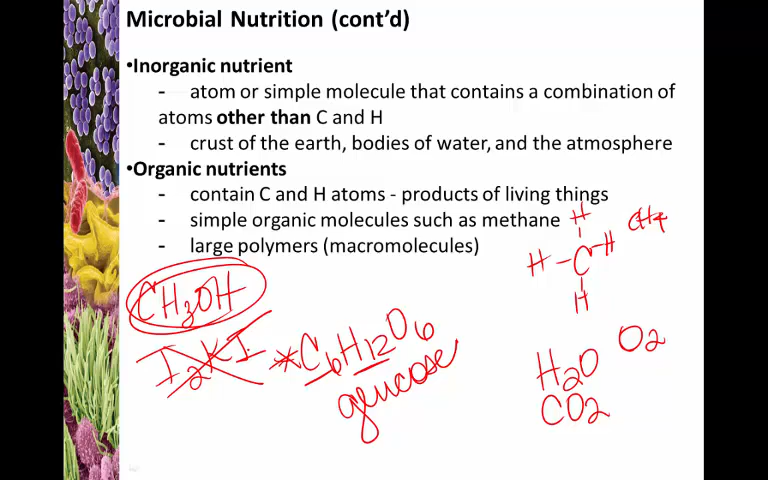 Microbial Nutrition (cont'd)
•Inorganic nutrient
- atom or simple molecule that contains a combination of
atoms other than C and H
- crust of the earth, bodies of water, and the atmosphere
•Organic nutrients
- contain C and H atoms - products of living things
- simple organic molecules such as methane
- large polymers (macromolecules)
H
CH4
H - C - H
H
CH3OH
I2KI
*C6H12O6
glucose
O2
H2O
CO2